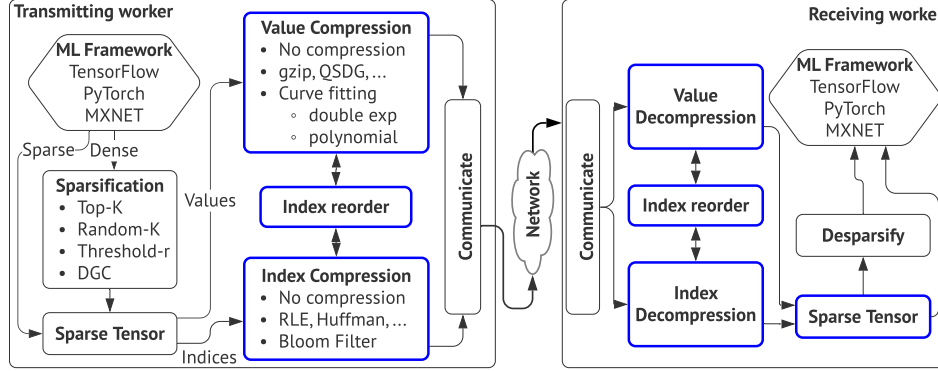 Transmitting worker
ML Framework
TensorFlow
PyTorch
MXNET
Sparse
Dense
Sparsification
• Top-K
• Random-K
• Threshold-r
• DGC
Sparse Tensor
Values
Indices
Value Compression
• No compression
• gzip, QSDG, ...
• Curve fitting
◦ double exp
◦ polynomial
Index reorder
Index Compression
• No compression
• RLE, Huffman, ...
• Bloom Filter
Communicate
Network
Receiving worke
Communicate
Value
Decompression
Index reorder
Index
Decompression
ML Framework
TensorFlow
PyTorch
MXNET
Desparsify
Sparse Tensor